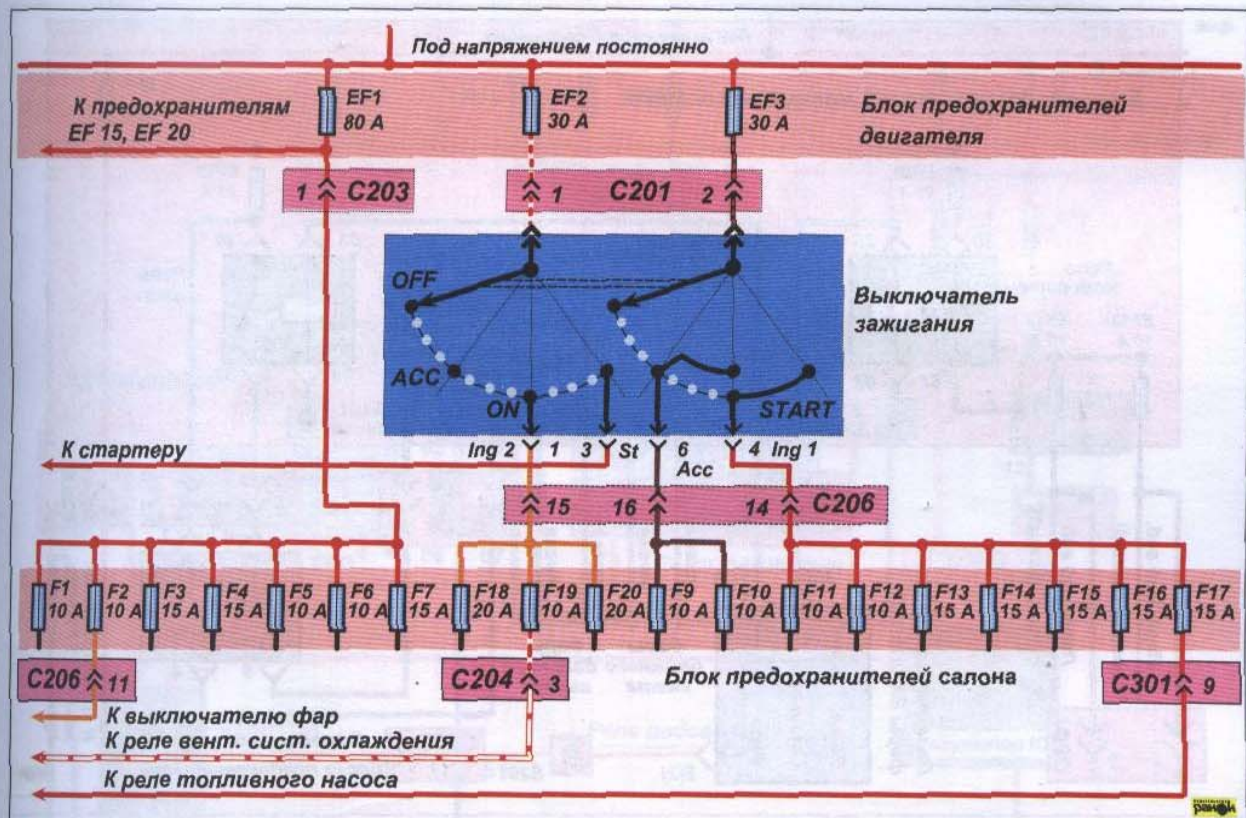 Под напряжением постоянно
К предохранителям
EF 15, EF 20
EF1
80 А
EF2
30 А
EF3
30 А
Блок предохранителей
двигателя
1 C203
1 C201 2
OFF
ACC
ON
START
Выключатель
зажигания
К стартеру
Ing 2 1 3 St 6 4 Ing 1
Acc
15 16 14 C206
F1
10 А
F2
10 А
F3
15 А
F4
15 А
F5
10 А
F6
10 А
F7
15 А
F18
20 А
F19
10 А
F20
20 А
F9
10 А
F10
10 А
F11
10 А
F12
10 А
F13
15 А
F14
15 А
F15
15 А
F16
15 А
F17
15 А
C206 11
C204 3
Блок предохранителей салона
C301 9
К выключателю фар
К реле вент. сист. охлаждения
К реле топливного насоса